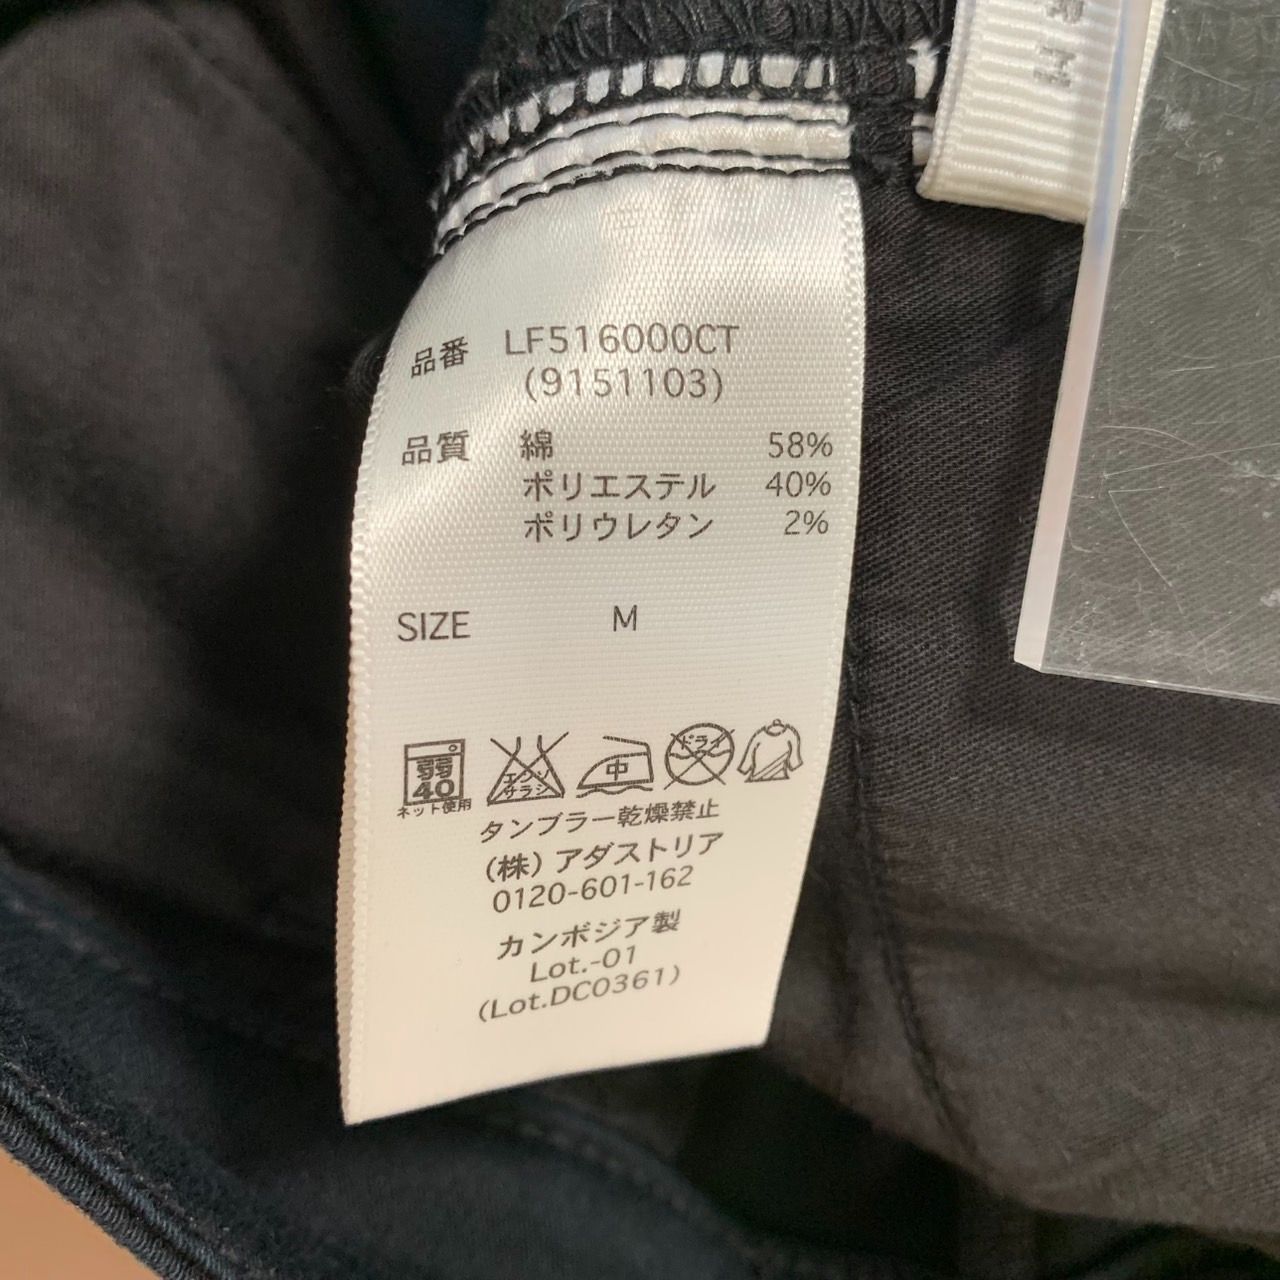 R M
品番 LF516000CT
(9151103)
品質 綿 58%
ポリエステル 40%
ポリウレタン 2%
SIZE M
弱
40
ネット使用
エンソ
サラシ
中
ドライ
タンブラー乾燥禁止
(株)アダストリア
0120-601-162
カンボジア製
Lot.-01
(Lot.DC0361)